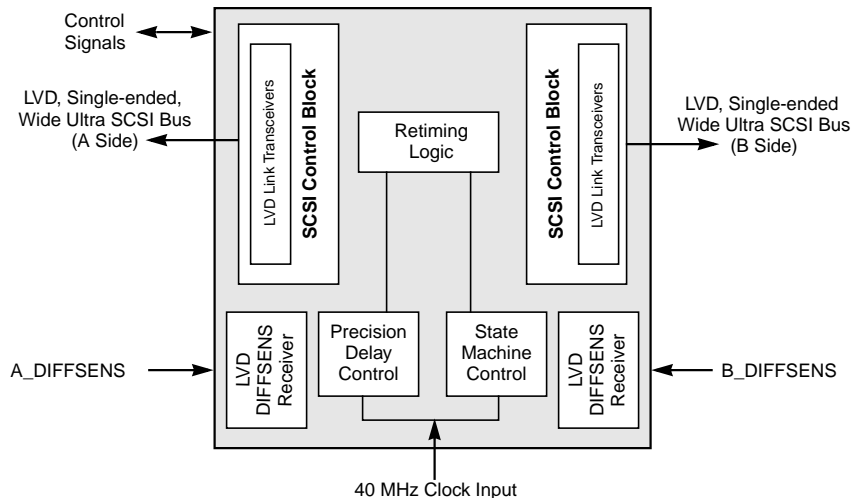 Control
Signals
LVD, Single-ended,
Wide Ultra SCSI Bus
(A Side)
LVD Link Transceivers
SCSI Control Block
Retiming
Logic
SCSI Control Block
LVD Link Transceivers
LVD, Single-ended
Wide Ultra SCSI Bus
(B Side)
A_DIFFSENS
LVD
DIFFSENS
Receiver
Precision
Delay
Control
State
Machine
Control
LVD
DIFFSENS
Receiver
B_DIFFSENS
40 MHz Clock Input